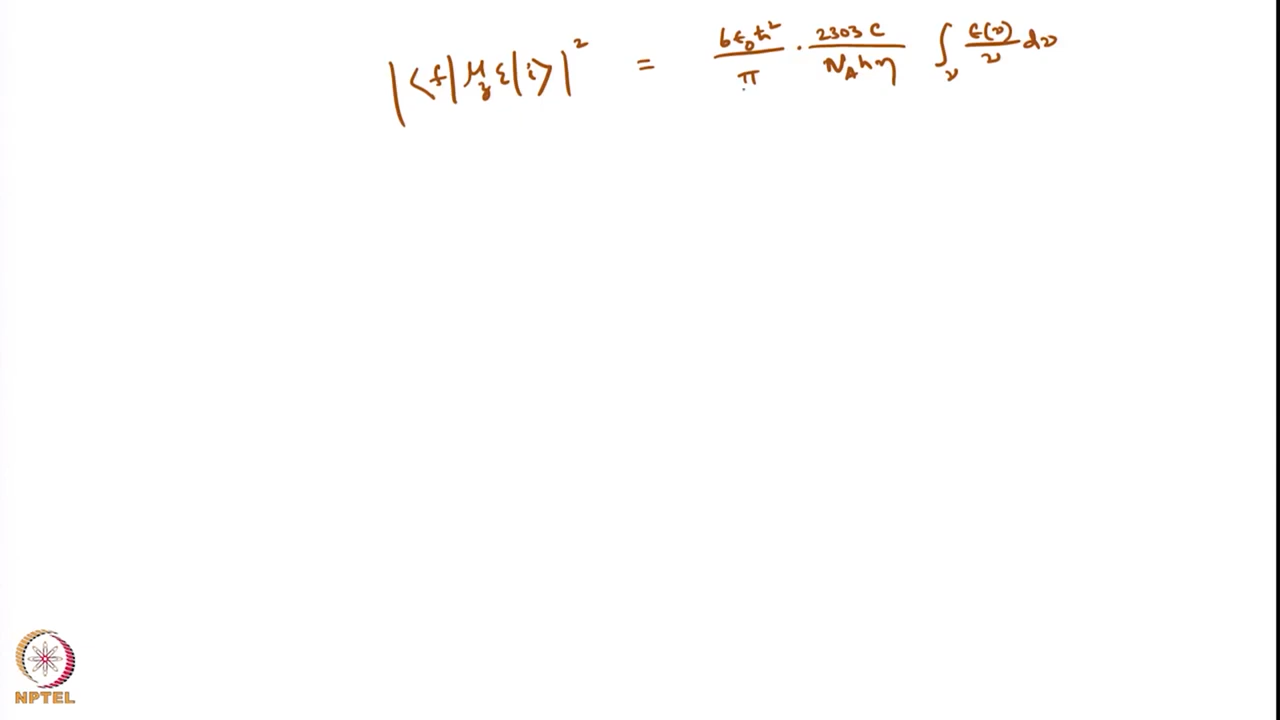 |<f|μ_z ε|i>|² = 6ε₀ħ²/π · 2303 c/N_A h η ∫_ν ε(ν)/ν dν
NPTEL